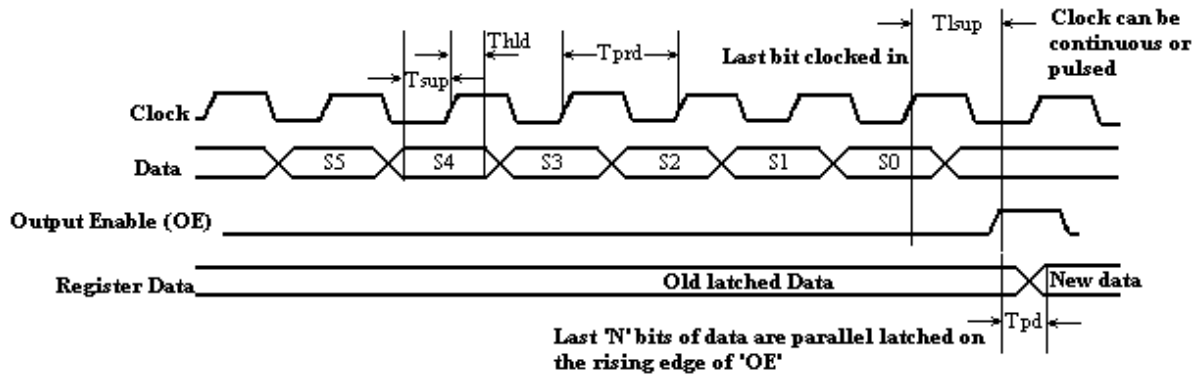 Thld
Tprd
Tlsup
Clock can be
continuous or
pulsed
Last bit clocked in
Tsup
Clock
Data
S5
S4
S3
S2
S1
S0
Output Enable (OE)
Register Data
Old latched Data
New data
Tpd
Last 'N' bits of data are parallel latched on
the rising edge of 'OE'